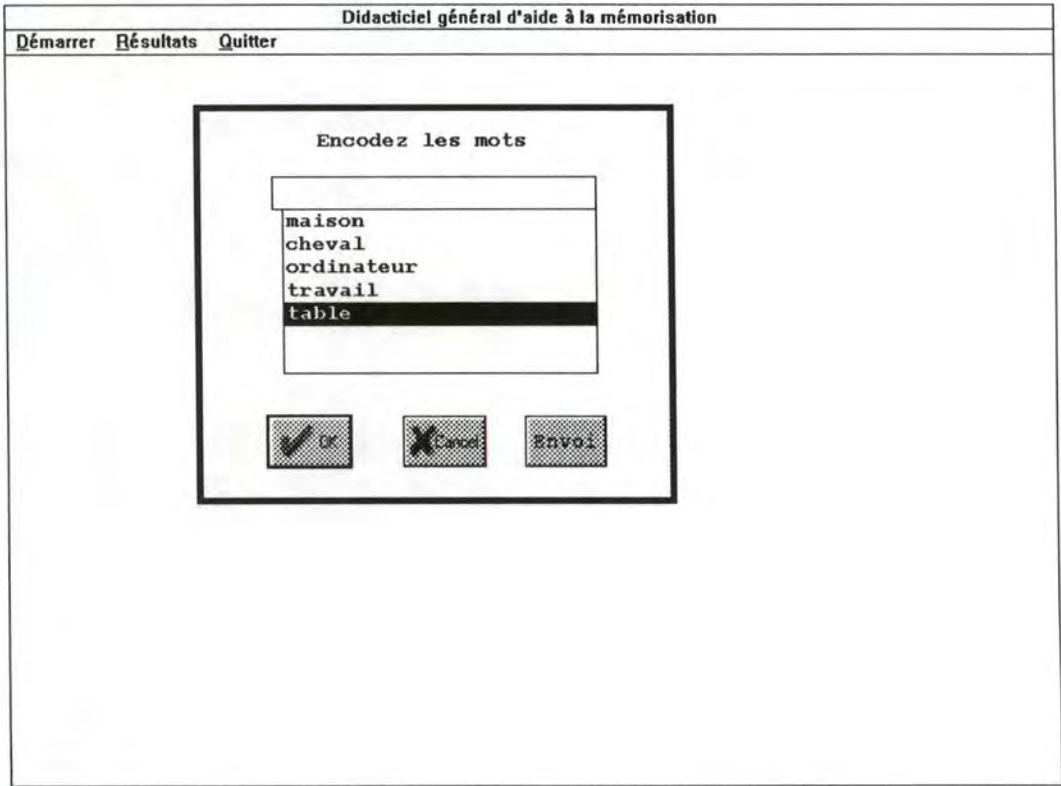 Didacticiel général d'aide à la mémorisation
Démarrer Résultats Quitter
Encodez les mots
maison
cheval
ordinateur
travail
table
OK Cancel Envoi